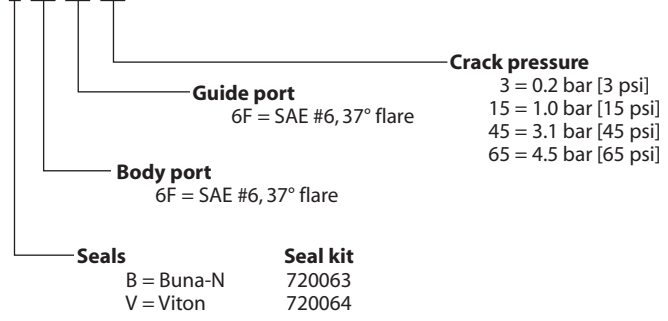 Crack pressure
3 = 0.2 bar [3 psi]
15 = 1.0 bar [15 psi]
45 = 3.1 bar [45 psi]
65 = 4.5 bar [65 psi]
Guide port
6F = SAE #6, 37° flare
Body port
6F = SAE #6, 37° flare
Seals Seal kit
B = Buna-N 720063
V = Viton 720064